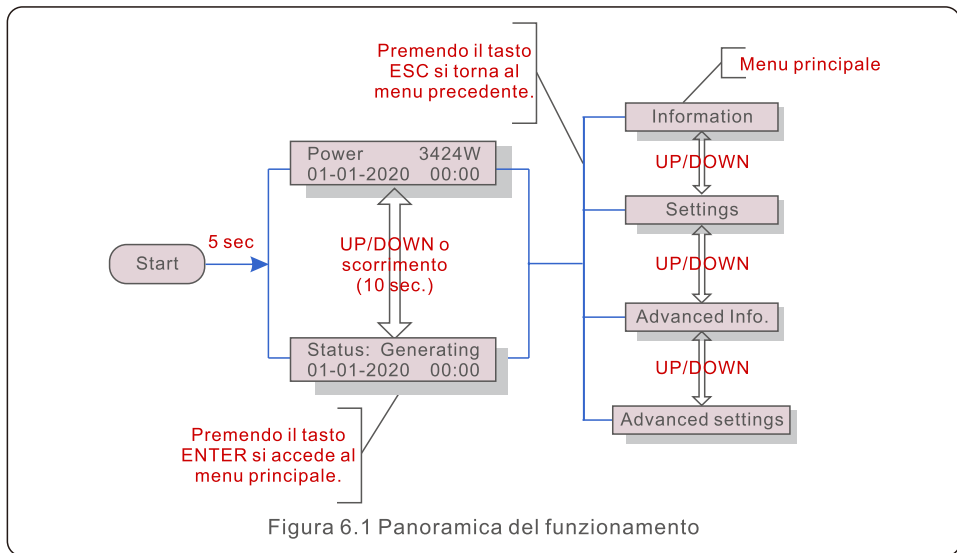 Premendo il tasto
ESC si torna al
menu precedente.
Menu principale
Information
UP/DOWN
Settings
UP/DOWN
Advanced Info.
UP/DOWN
Advanced settings
Power 3424W
01-01-2020 00:00
5 sec
Start
UP/DOWN o
scorrimento
(10 sec.)
Status: Generating
01-01-2020 00:00
Premendo il tasto
ENTER si accede al
menu principale.
Figura 6.1 Panoramica del funzionamento